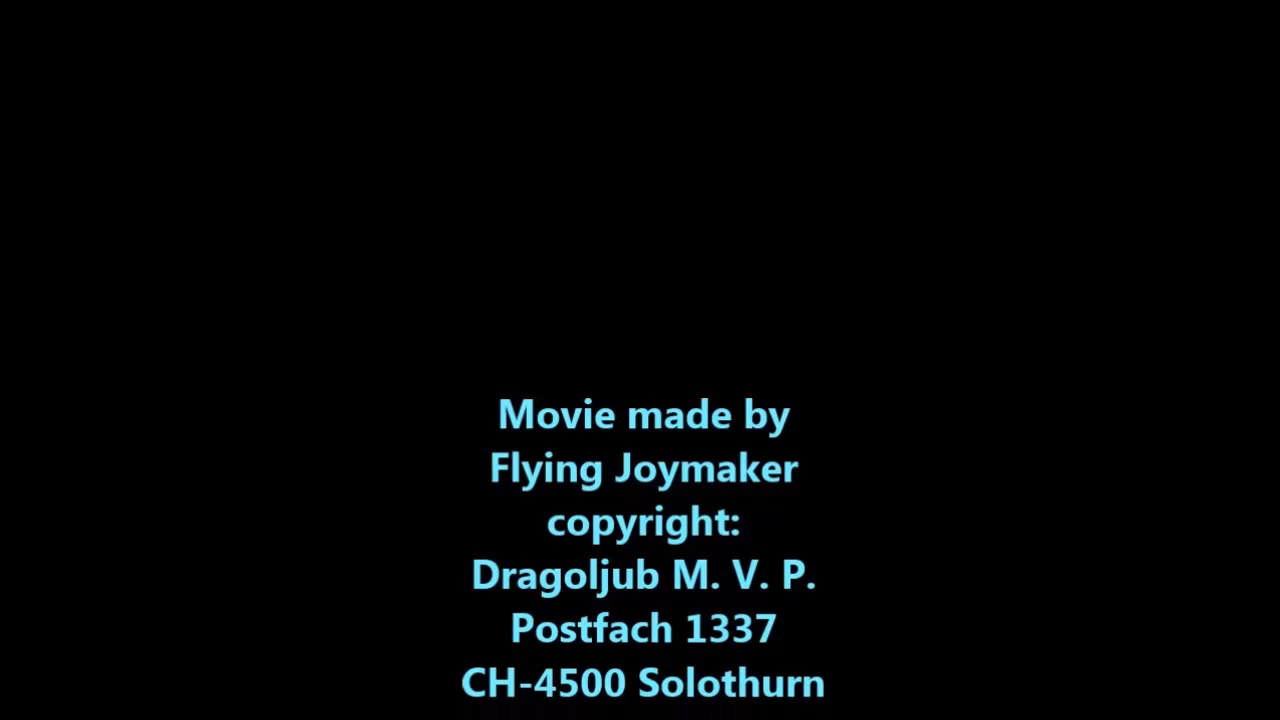 Movie made by
Flying Joymaker
copyright:
Dragoljub M. V. P.
Postfach 1337
CH-4500 Solothurn